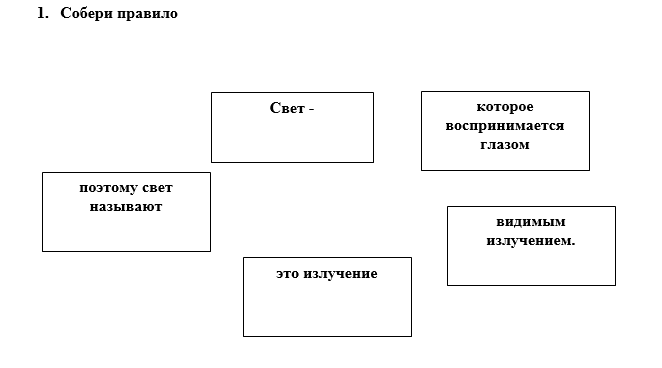 1. Собери правило
Свет -
которое
воспринимается
глазом
поэтому свет
называют
видимым
излучением.
это излучение